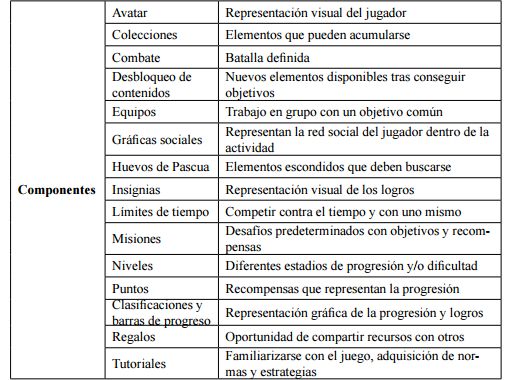 Avatar Representación visual del jugador
Colecciones Elementos que pueden acumularse
Combate Batalla definida
Desbloqueo de Nuevos elementos disponibles tras conseguir
contenidos objetivos
Equipos Trabajo en grupo con un objetivo común
Gráficas sociales Representan la red social del jugador dentro de la
actividad
Huevos de Pascua Elementos escondidos que deben buscarse
Componentes Insignias Representación visual de los logros
Límites de tiempo Competir contra el tiempo y con uno mismo
Misiones Desafíos predeterminados con objetivos y recom-
pensas
Niveles Diferentes estadios de progresión y/o dificultad
Puntos Recompensas que representan la progresión
Clasificaciones y
barras de progreso Representación gráfica de la progresión y logros
Regalos Oportunidad de compartir recursos con otros
Tutoriales Familiarizarse con el juego, adquisición de nor-
mas y estrategias